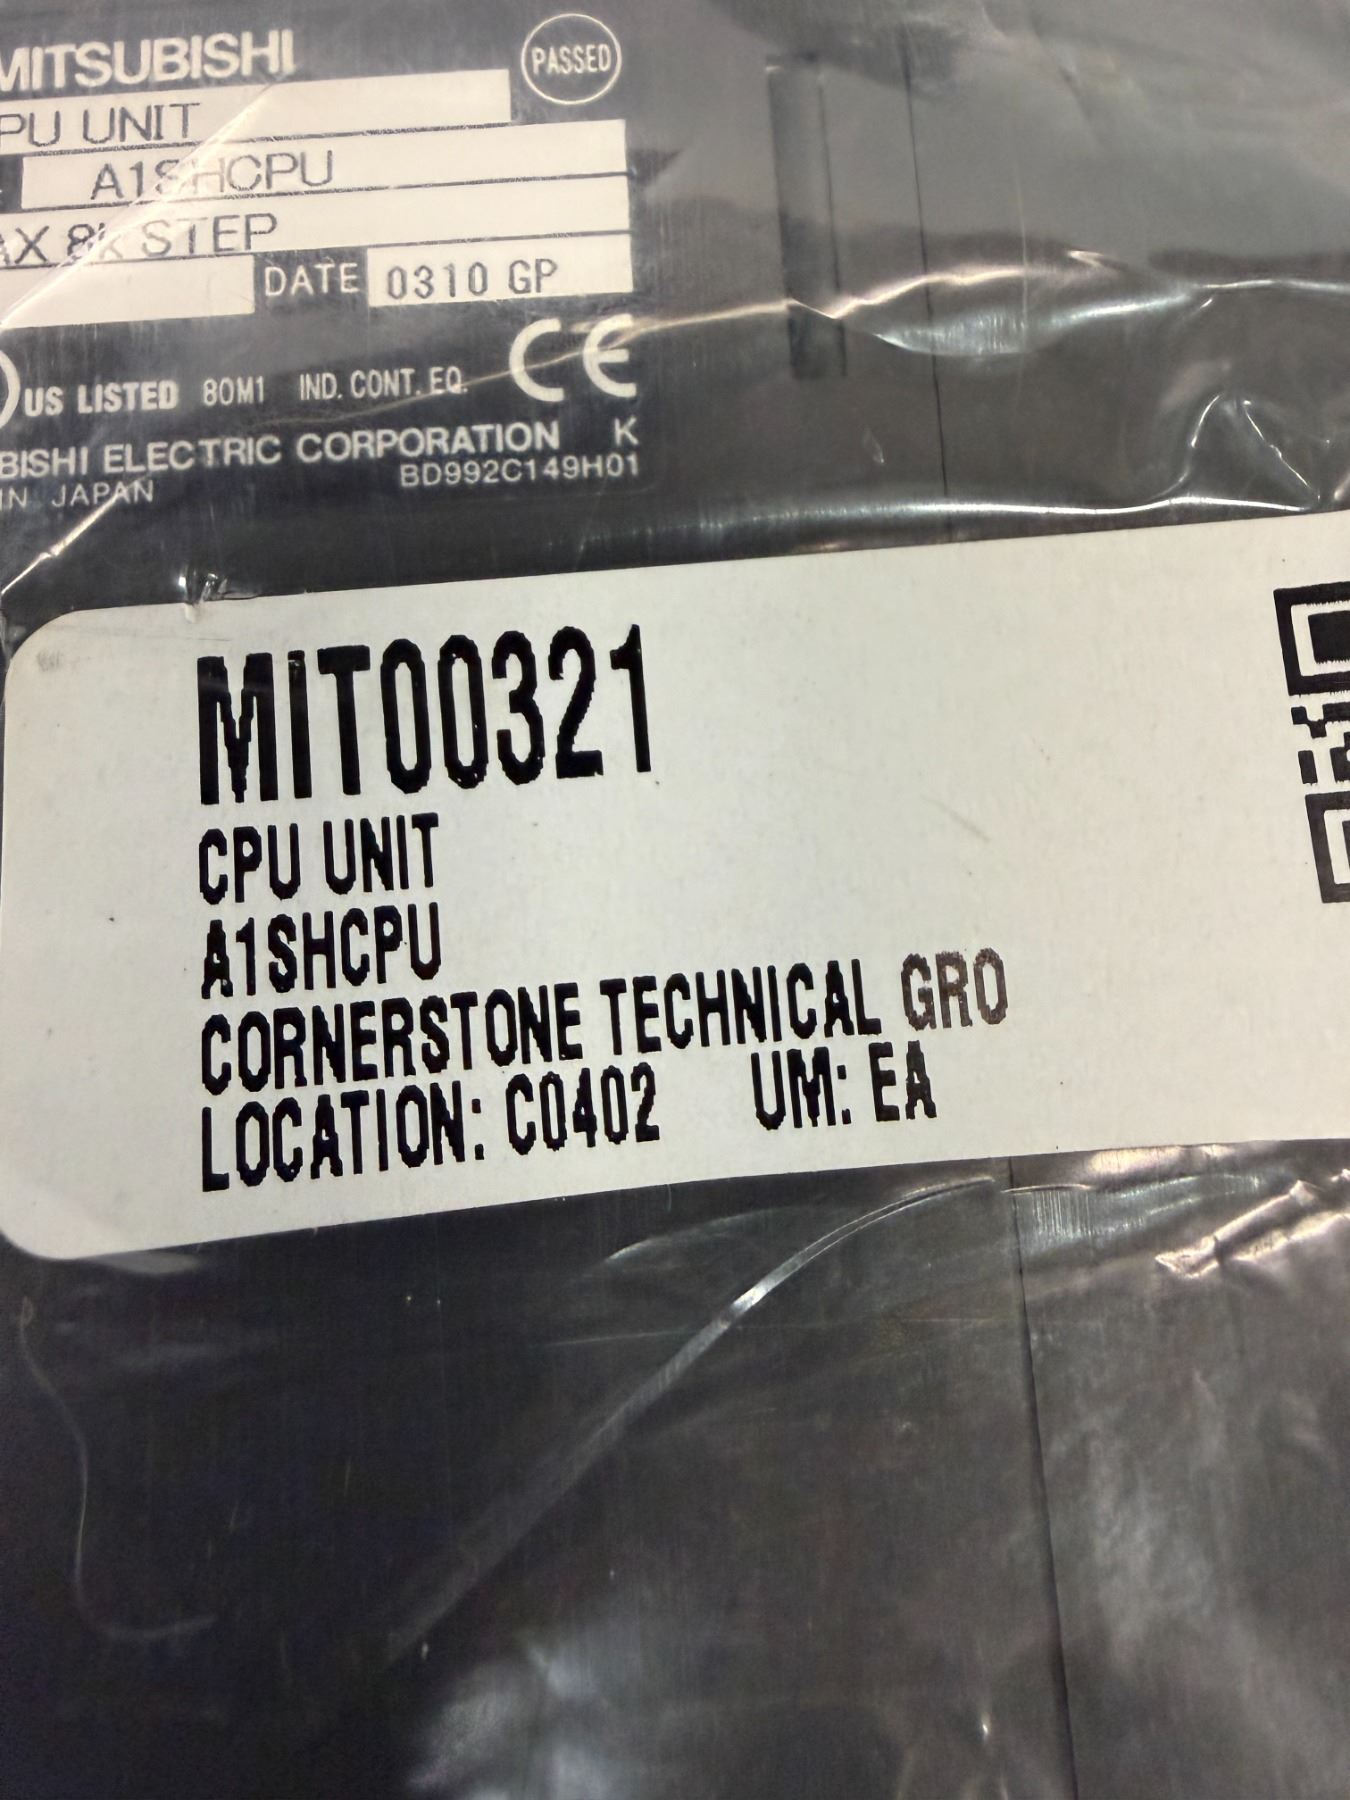 MITSUBISHI
PASSED
PU UNIT
A1SHCPU
AX 8K STEP
DATE 0310 GP
US LISTED 80M1 IND. CONT. EQ. CE
BISHI ELECTRIC CORPORATION K
IN JAPAN BD992C149H01
MIT00321
CPU UNIT
A1SHCPU
CORNERSTONE TECHNICAL GRO
LOCATION: C0402 UM: EA